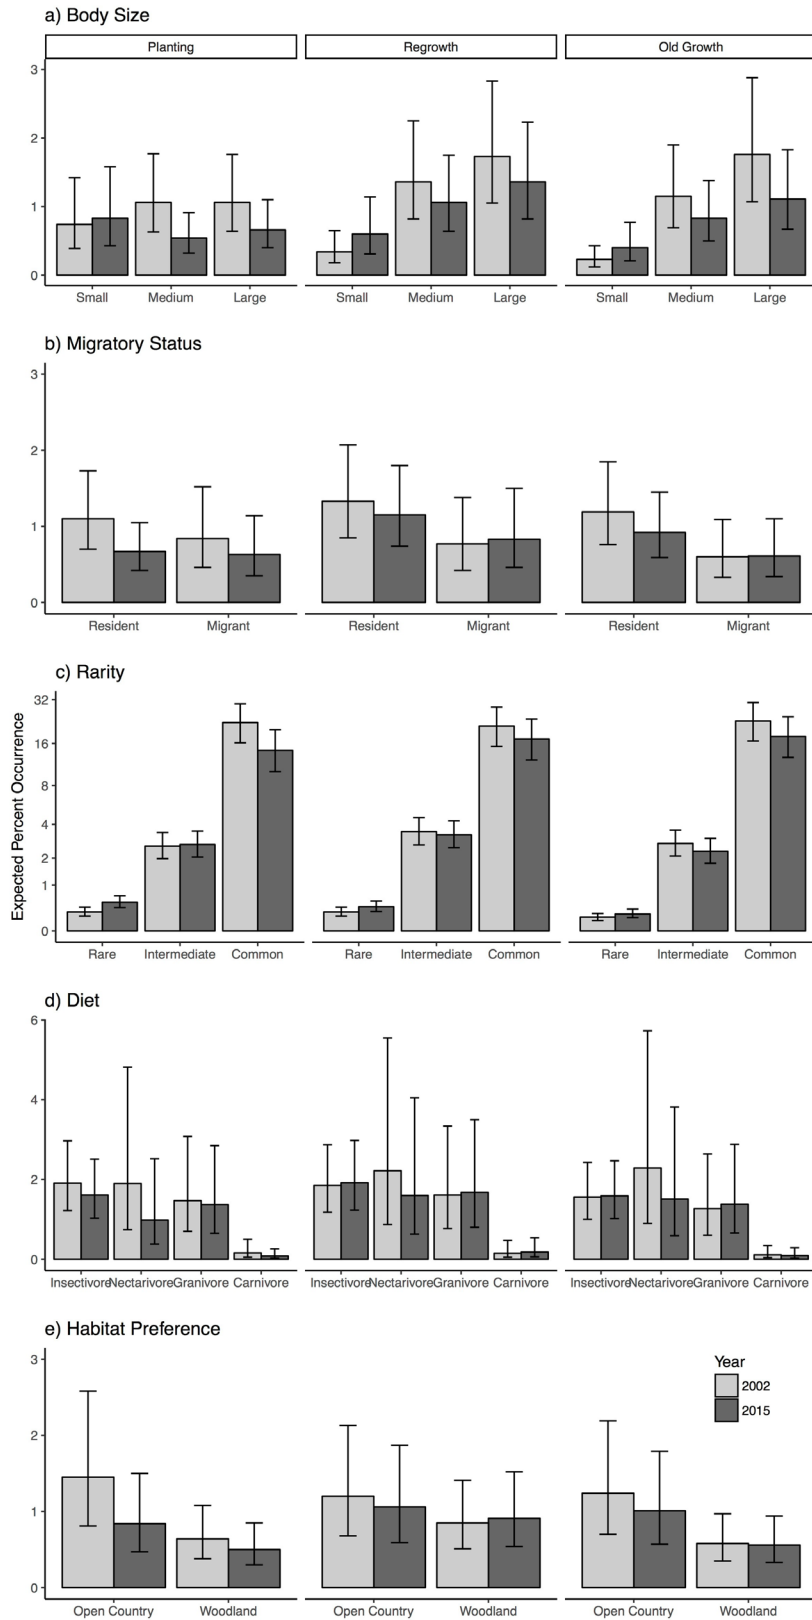 a) Body Size
Planting Regrowth Old Growth
3
2
1
0
Small Medium Large Small Medium Large Small Medium Large
b) Migratory Status
3
2
1
0
Resident Migrant Resident Migrant Resident Migrant
c) Rarity
Expected Percent Occurrence
32
16
8
4
2
1
0
Rare Intermediate Common Rare Intermediate Common Rare Intermediate Common
d) Diet
6
4
2
0
Insectivore Nectarivore Granivore Carnivore Insectivore Nectarivore Granivore Carnivore Insectivore Nectarivore Granivore Carnivore
e) Habitat Preference
Year
2002
2015
3
2
1
0
Open Country Woodland Open Country Woodland Open Country Woodland